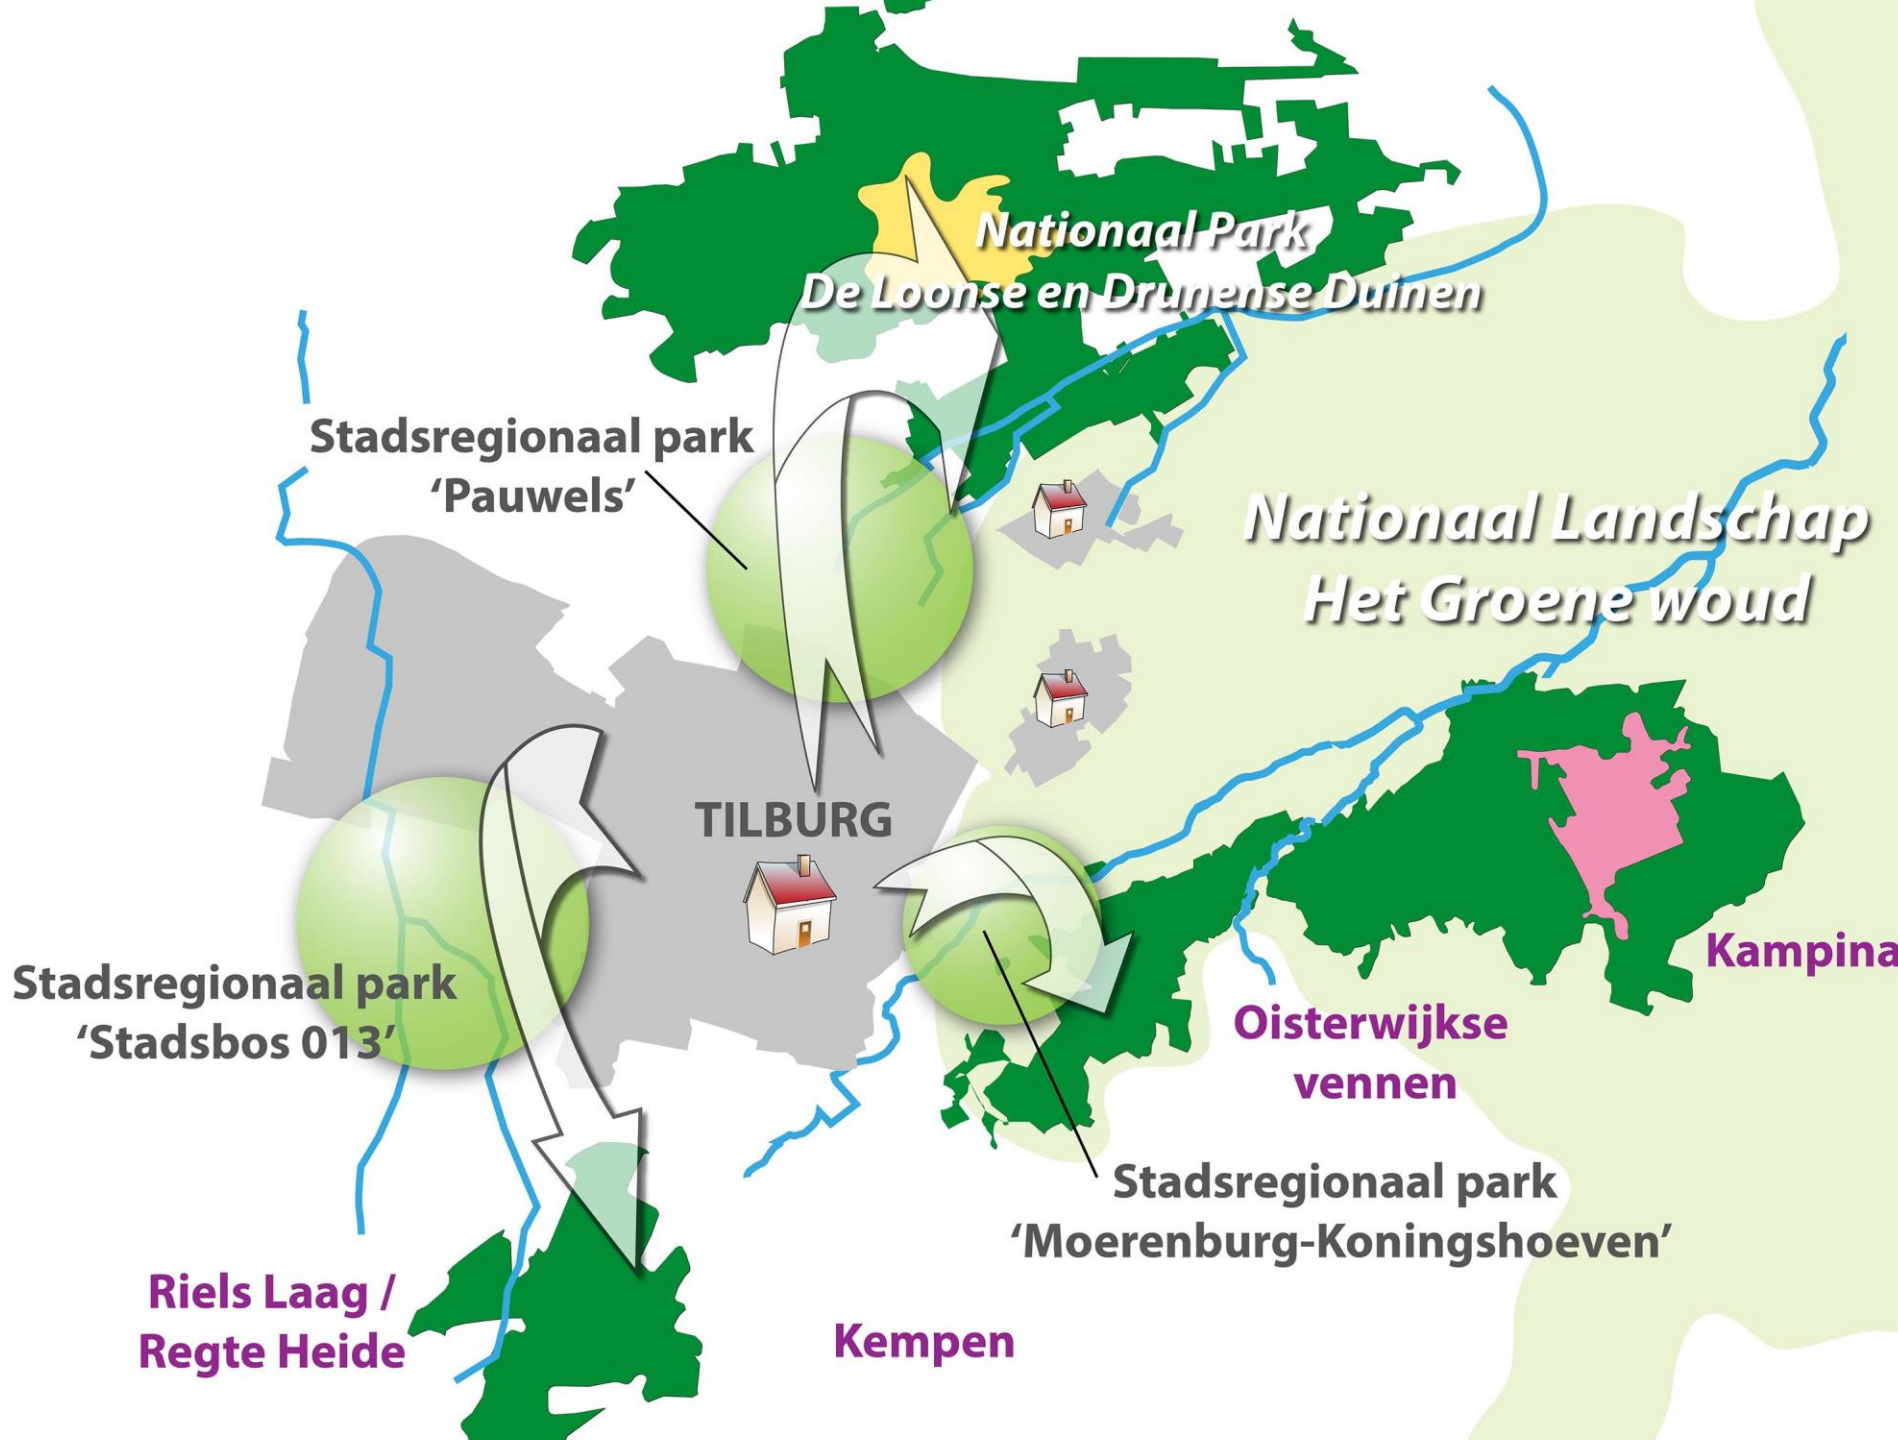 Nationaal Park
De Loonse en Drunense Duinen
Stadsregionaal park
‘Pauwels’
Nationaal Landschap
Het Groene woud
TILBURG
Stadsregionaal park
‘Stadsbos 013’
Kampina
Oisterwijkse
vennen
Stadsregionaal park
‘Moerenburg-Koningshoeven’
Riels Laag /
Regte Heide
Kempen